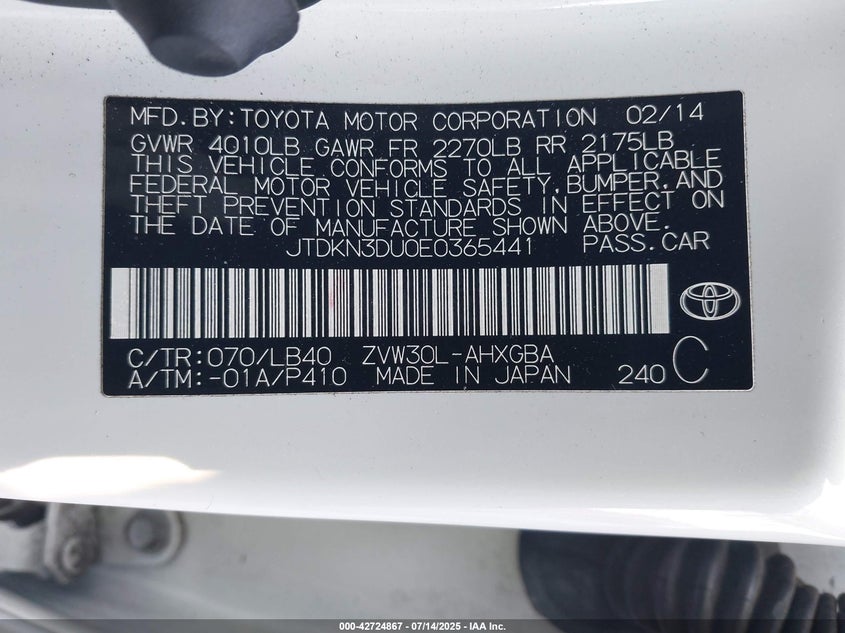 MFD.BY:TOYOTA MOTOR CORPORATION 02/14
GVWR 4010LB GAWR FR 2270LB RR 2175LB
THIS VEHICLE CONFORMS TO ALL APPLICABLE
FEDERAL MOTOR VEHICLE SAFETY,BUMPER,AND
THEFT PREVENTION STANDARDS IN EFFECT ON
THE DATE OF MANUFACTURE SHOWN ABOVE.
JTDKN3DU0E0365441 PASS.CAR
C/TR:070/LB40 ZVW30L-AHXGBA
A/TM:-01A/P410 MADE IN JAPAN 240 C
000-42724867 - 07/14/2025 - IAA Inc.